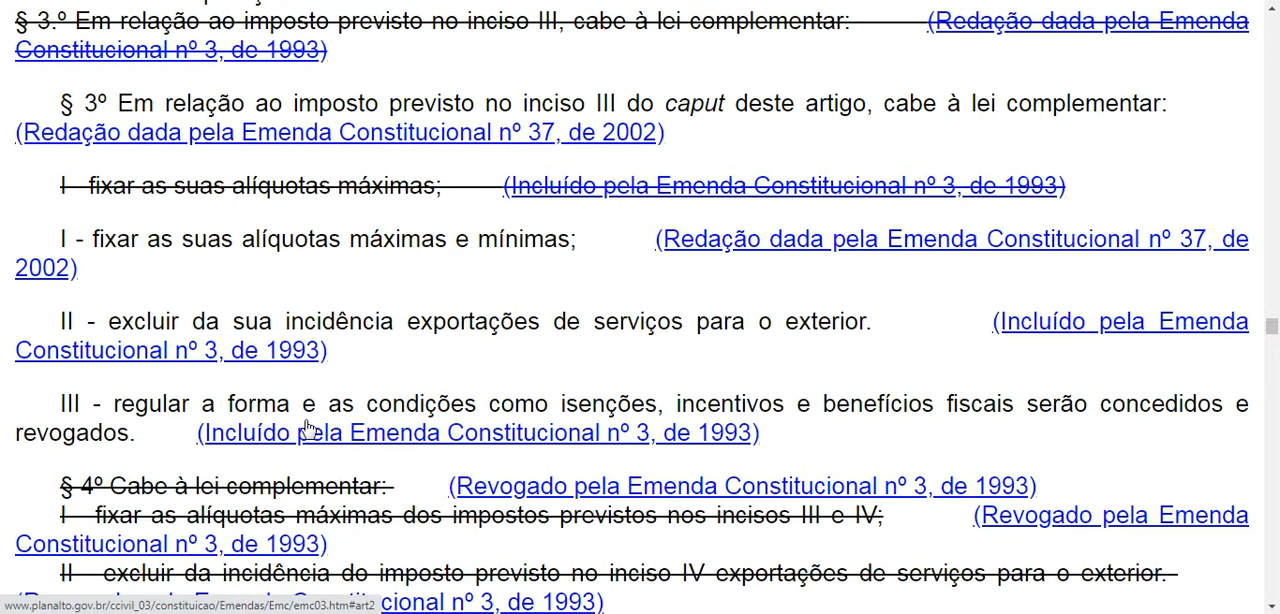 § 3.º Em relação ao imposto previsto no inciso III, cabe à lei complementar: (Redação dada pela Emenda
Constitucional nº 3, de 1993)
§ 3º Em relação ao imposto previsto no inciso III do caput deste artigo, cabe à lei complementar:
(Redação dada pela Emenda Constitucional nº 37, de 2002)
I - fixar as suas alíquotas máximas; (Incluído pela Emenda Constitucional nº 3, de 1993)
I - fixar as suas alíquotas máximas e mínimas; (Redação dada pela Emenda Constitucional nº 37, de
2002)
II - excluir da sua incidência exportações de serviços para o exterior. (Incluído pela Emenda
Constitucional nº 3, de 1993)
III - regular a forma e as condições como isenções, incentivos e benefícios fiscais serão concedidos e
revogados. (Incluído pela Emenda Constitucional nº 3, de 1993)
§ 4º Cabe à lei complementar: (Revogado pela Emenda Constitucional nº 3, de 1993)
I - fixar as alíquotas máximas dos impostos previstos nos incisos III e IV; (Revogado pela Emenda
Constitucional nº 3, de 1993)
II - excluir da incidência do imposto previsto no inciso IV exportações de serviços para o exterior.
cional nº 3, de 1993)
www.planalto.gov.br/ccivil_03/constituicao/Emendas/Emc/emc03.htm#art2